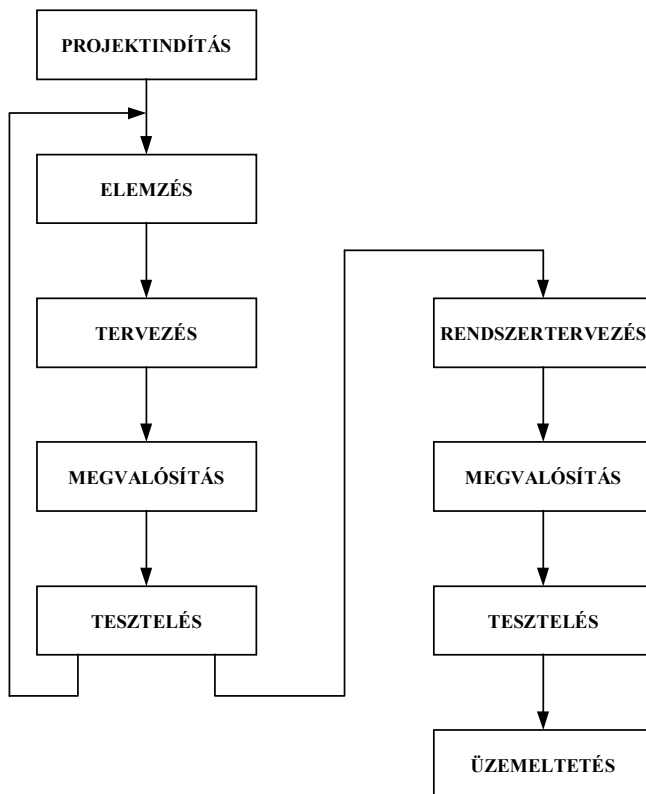 PROJEKTINDÍTÁS
ELEMZÉS
TERVEZÉS
MEGVALÓSÍTÁS
TESZTELÉS
RENDSZERTERVEZÉS
MEGVALÓSÍTÁS
TESZTELÉS
ÜZEMELTETÉS